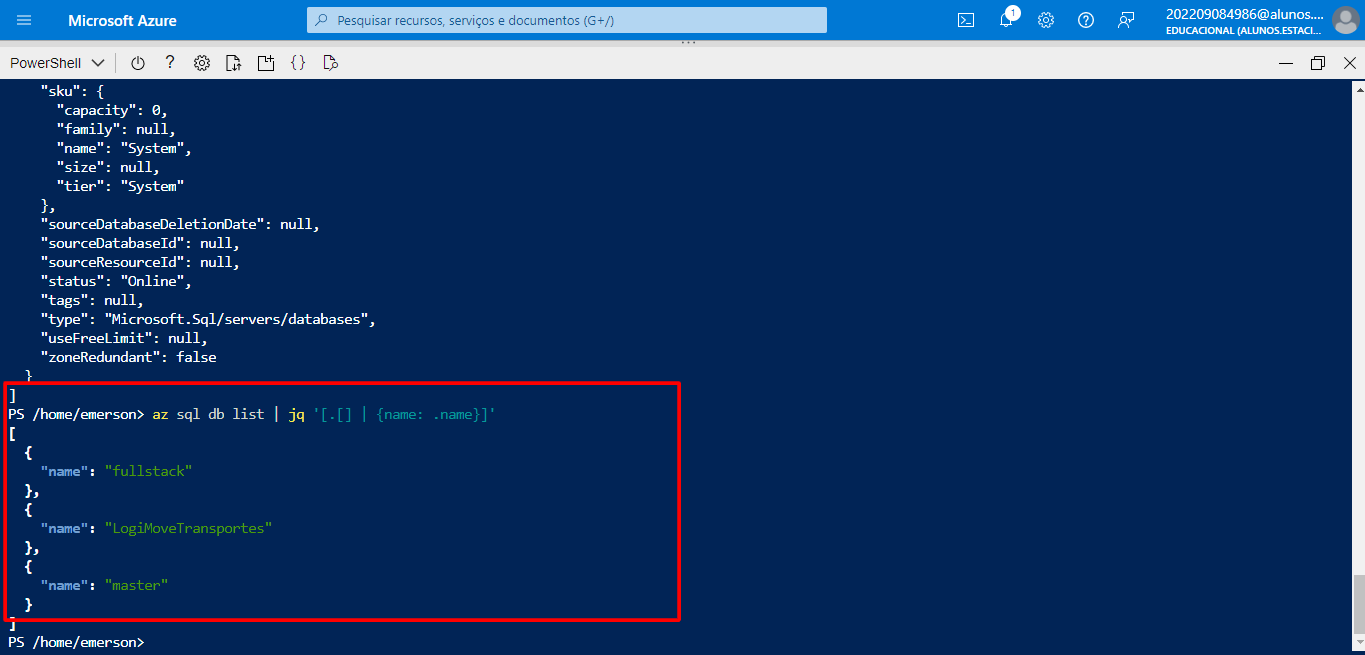 Microsoft Azure
Pesquisar recursos, serviços e documentos (G+/)
1
202209084986@alunos....
EDUCACIONAL (ALUNOS.ESTACI...
PowerShell
"sku": {
"capacity": 0,
"family": null,
"name": "System",
"size": null,
"tier": "System"
},
"sourceDatabaseDeletionDate": null,
"sourceDatabaseId": null,
"sourceResourceId": null,
"status": "Online",
"tags": null,
"type": "Microsoft.Sql/servers/databases",
"useFreeLimit": null,
"zoneRedundant": false
}
]
PS /home/emerson> az sql db list | jq '[.[] | {name: .name}]'
[
{
"name": "fullstack"
},
{
"name": "LogiMoveTransportes"
},
{
"name": "master"
}
]
PS /home/emerson>